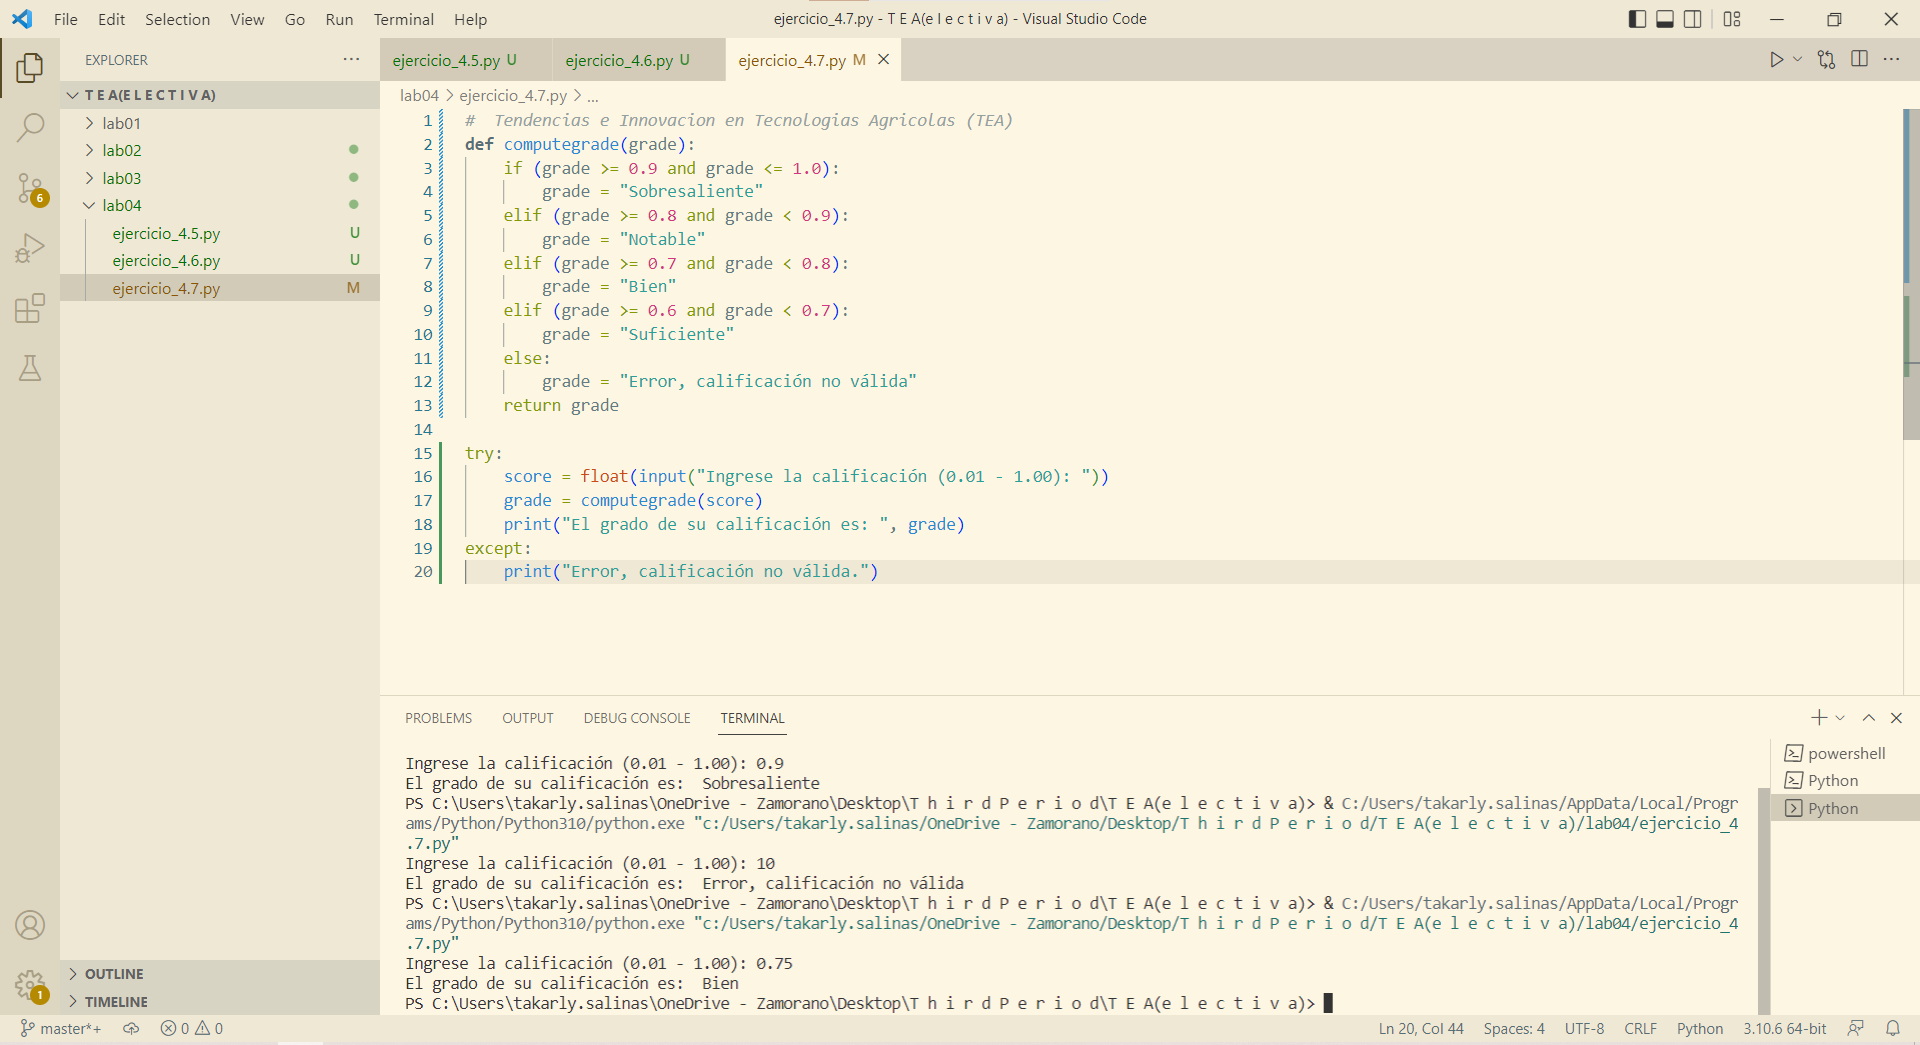 File Edit Selection View Go Run Terminal Help
ejercicio_4.7.py - T E A(e l e c t i v a) - Visual Studio Code
EXPLORER
T E A(E L E C T I V A)
lab01
lab02
lab03
lab04
ejercicio_4.5.py U
ejercicio_4.6.py U
ejercicio_4.7.py M
OUTLINE
TIMELINE
6
1
ejercicio_4.5.py U ejercicio_4.6.py U ejercicio_4.7.py M
lab04 > ejercicio_4.7.py > ...
1 #  Tendencias e Innovacion en Tecnologias Agricolas (TEA)
2 def computegrade(grade):
3     if (grade >= 0.9 and grade <= 1.0):
4         grade = "Sobresaliente"
5     elif (grade >= 0.8 and grade < 0.9):
6         grade = "Notable"
7     elif (grade >= 0.7 and grade < 0.8):
8         grade = "Bien"
9     elif (grade >= 0.6 and grade < 0.7):
10         grade = "Suficiente"
11     else:
12         grade = "Error, calificación no válida"
13     return grade
14
15 try:
16     score = float(input("Ingrese la calificación (0.01 - 1.00): "))
17     grade = computegrade(score)
18     print("El grado de su calificación es: ", grade)
19 except:
20     print("Error, calificación no válida.")
PROBLEMS OUTPUT DEBUG CONSOLE TERMINAL
Ingrese la calificación (0.01 - 1.00): 0.9
El grado de su calificación es:  Sobresaliente
PS C:\Users\takarly.salinas\OneDrive - Zamorano\Desktop\T h i r d P e r i o d\T E A(e l e c t i v a)> & C:/Users/takarly.salinas/AppData/Local/Progr
ams/Python/Python310/python.exe "c:/Users/takarly.salinas/OneDrive - Zamorano/Desktop/T h i r d P e r i o d/T E A(e l e c t i v a)/lab04/ejercicio_4
.7.py"
Ingrese la calificación (0.01 - 1.00): 10
El grado de su calificación es:  Error, calificación no válida
PS C:\Users\takarly.salinas\OneDrive - Zamorano\Desktop\T h i r d P e r i o d\T E A(e l e c t i v a)> & C:/Users/takarly.salinas/AppData/Local/Progr
ams/Python/Python310/python.exe "c:/Users/takarly.salinas/OneDrive - Zamorano/Desktop/T h i r d P e r i o d/T E A(e l e c t i v a)/lab04/ejercicio_4
.7.py"
Ingrese la calificación (0.01 - 1.00): 0.75
El grado de su calificación es:  Bien
PS C:\Users\takarly.salinas\OneDrive - Zamorano\Desktop\T h i r d P e r i o d\T E A(e l e c t i v a)>
powershell
Python
Python
master*+ 0 0 Ln 20, Col 44 Spaces: 4 UTF-8 CRLF Python 3.10.6 64-bit